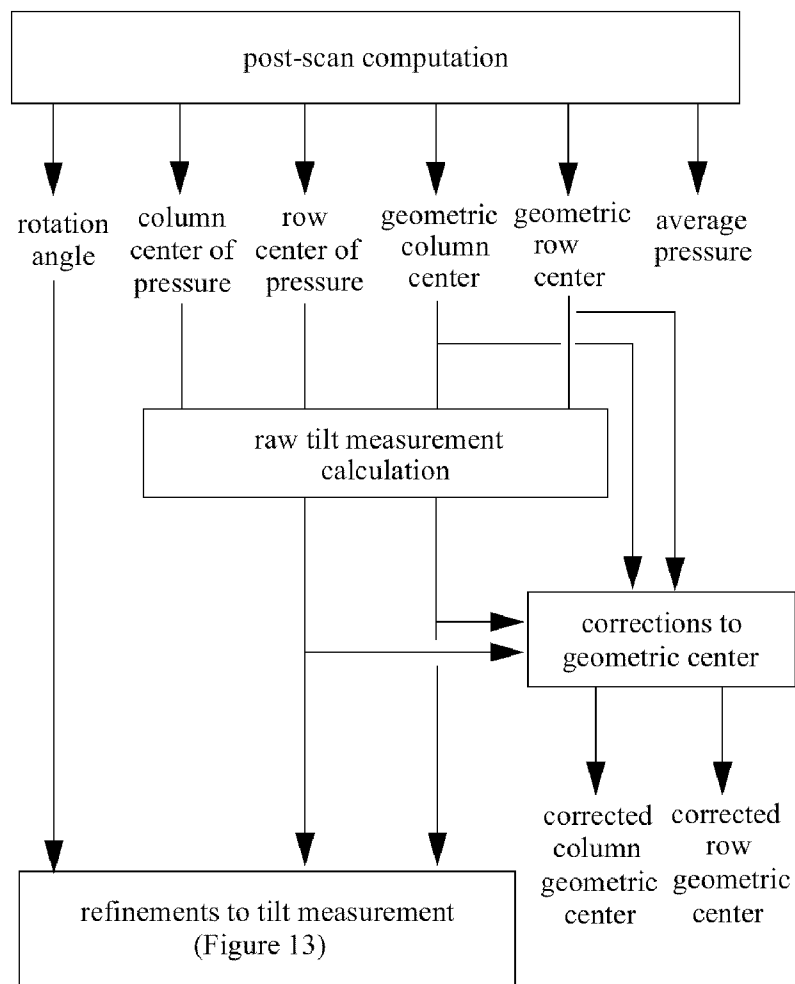 post-scan computation
rotation
angle
column
center of
pressure
row
center of
pressure
geometric
column
center
geometric
row
center
average
pressure
raw tilt measurement
calculation
corrections to
geometric center
corrected
column
geometric
center
corrected
row
geometric
center
refinements to tilt measurement
(Figure 13)